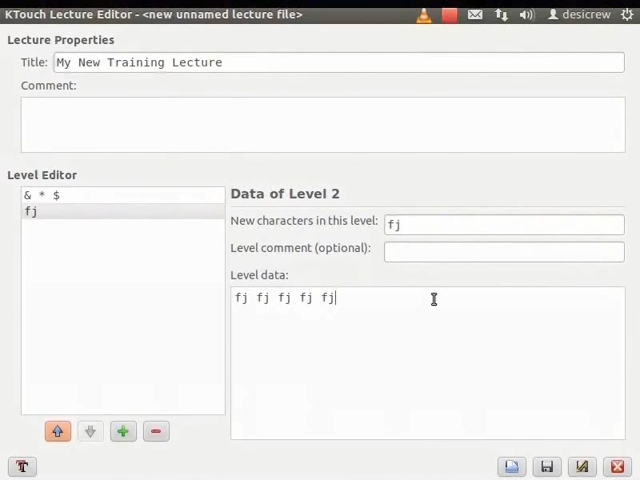 KTouch Lecture Editor - <new unnamed lecture file>
desicrew
Lecture Properties
Title: My New Training Lecture
Comment:
Level Editor
& * $
fj
Data of Level 2
New characters in this level: fj
Level comment (optional):
Level data:
fj fj fj fj fj